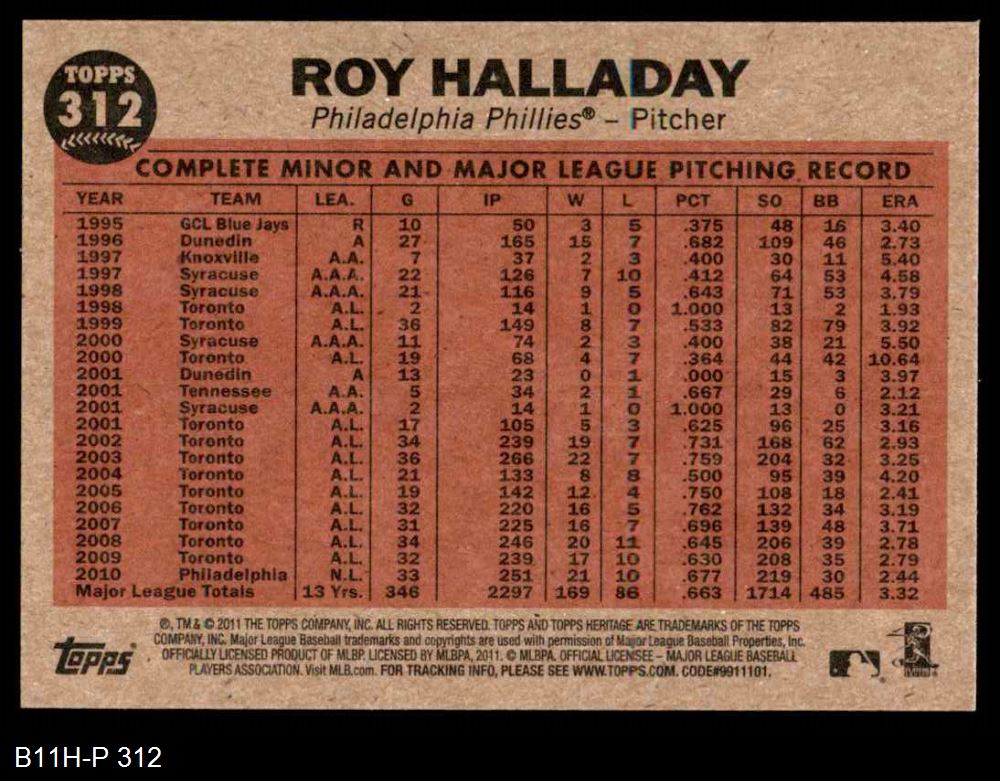 TOPPS
312
ROY HALLADAY
Philadelphia Phillies® – Pitcher
COMPLETE MINOR AND MAJOR LEAGUE PITCHING RECORD
YEAR TEAM LEA. G IP W L PCT SO BB ERA
1995 GCL Blue Jays R 10 50 3 5 .375 48 16 3.40
1996 Dunedin A 27 165 15 7 .682 109 46 2.73
1997 Knoxville A.A. 7 37 2 3 .400 30 11 5.40
1997 Syracuse A.A.A. 22 126 7 10 .412 64 53 4.58
1998 Syracuse A.A.A. 21 116 9 5 .643 71 53 3.79
1998 Toronto A.L. 2 14 1 0 1.000 13 2 1.93
1999 Toronto A.L. 36 149 8 7 .533 82 79 3.92
2000 Syracuse A.A.A. 11 74 2 3 .400 38 21 5.50
2000 Toronto A.L. 19 68 4 7 .364 44 42 10.64
2001 Dunedin A 13 23 0 1 .000 15 3 3.97
2001 Tennessee A.A. 5 34 2 1 .667 29 6 2.12
2001 Syracuse A.A.A. 2 14 1 0 1.000 13 0 3.21
2001 Toronto A.L. 17 105 5 3 .625 96 25 3.16
2002 Toronto A.L. 34 239 19 7 .731 168 62 2.93
2003 Toronto A.L. 36 266 22 7 .759 204 32 3.25
2004 Toronto A.L. 21 133 8 8 .500 95 39 4.20
2005 Toronto A.L. 19 142 12 4 .750 108 18 2.41
2006 Toronto A.L. 32 220 16 5 .762 132 34 3.19
2007 Toronto A.L. 31 225 16 7 .696 139 48 3.71
2008 Toronto A.L. 34 246 20 11 .645 206 39 2.78
2009 Toronto A.L. 32 239 17 10 .630 208 35 2.79
2010 Philadelphia N.L. 33 251 21 10 .677 219 30 2.44
Major League Totals 13 Yrs. 346 2297 169 86 .663 1714 485 3.32
®, TM & © 2011 THE TOPPS COMPANY, INC. ALL RIGHTS RESERVED. TOPPS AND TOPPS HERITAGE ARE TRADEMARKS OF THE TOPPS
COMPANY, INC. Major League Baseball trademarks and copyrights are used with permission of Major League Baseball Properties, Inc.
OFFICIALLY LICENSED PRODUCT OF MLBP. LICENSED BY MLBPA, 2011. © MLBPA. OFFICIAL LICENSEE – MAJOR LEAGUE BASEBALL
PLAYERS ASSOCIATION. Visit MLB.com. FOR TRACKING INFO, PLEASE SEE WWW.TOPPS.COM. CODE#9911101.
topps
B11H-P 312